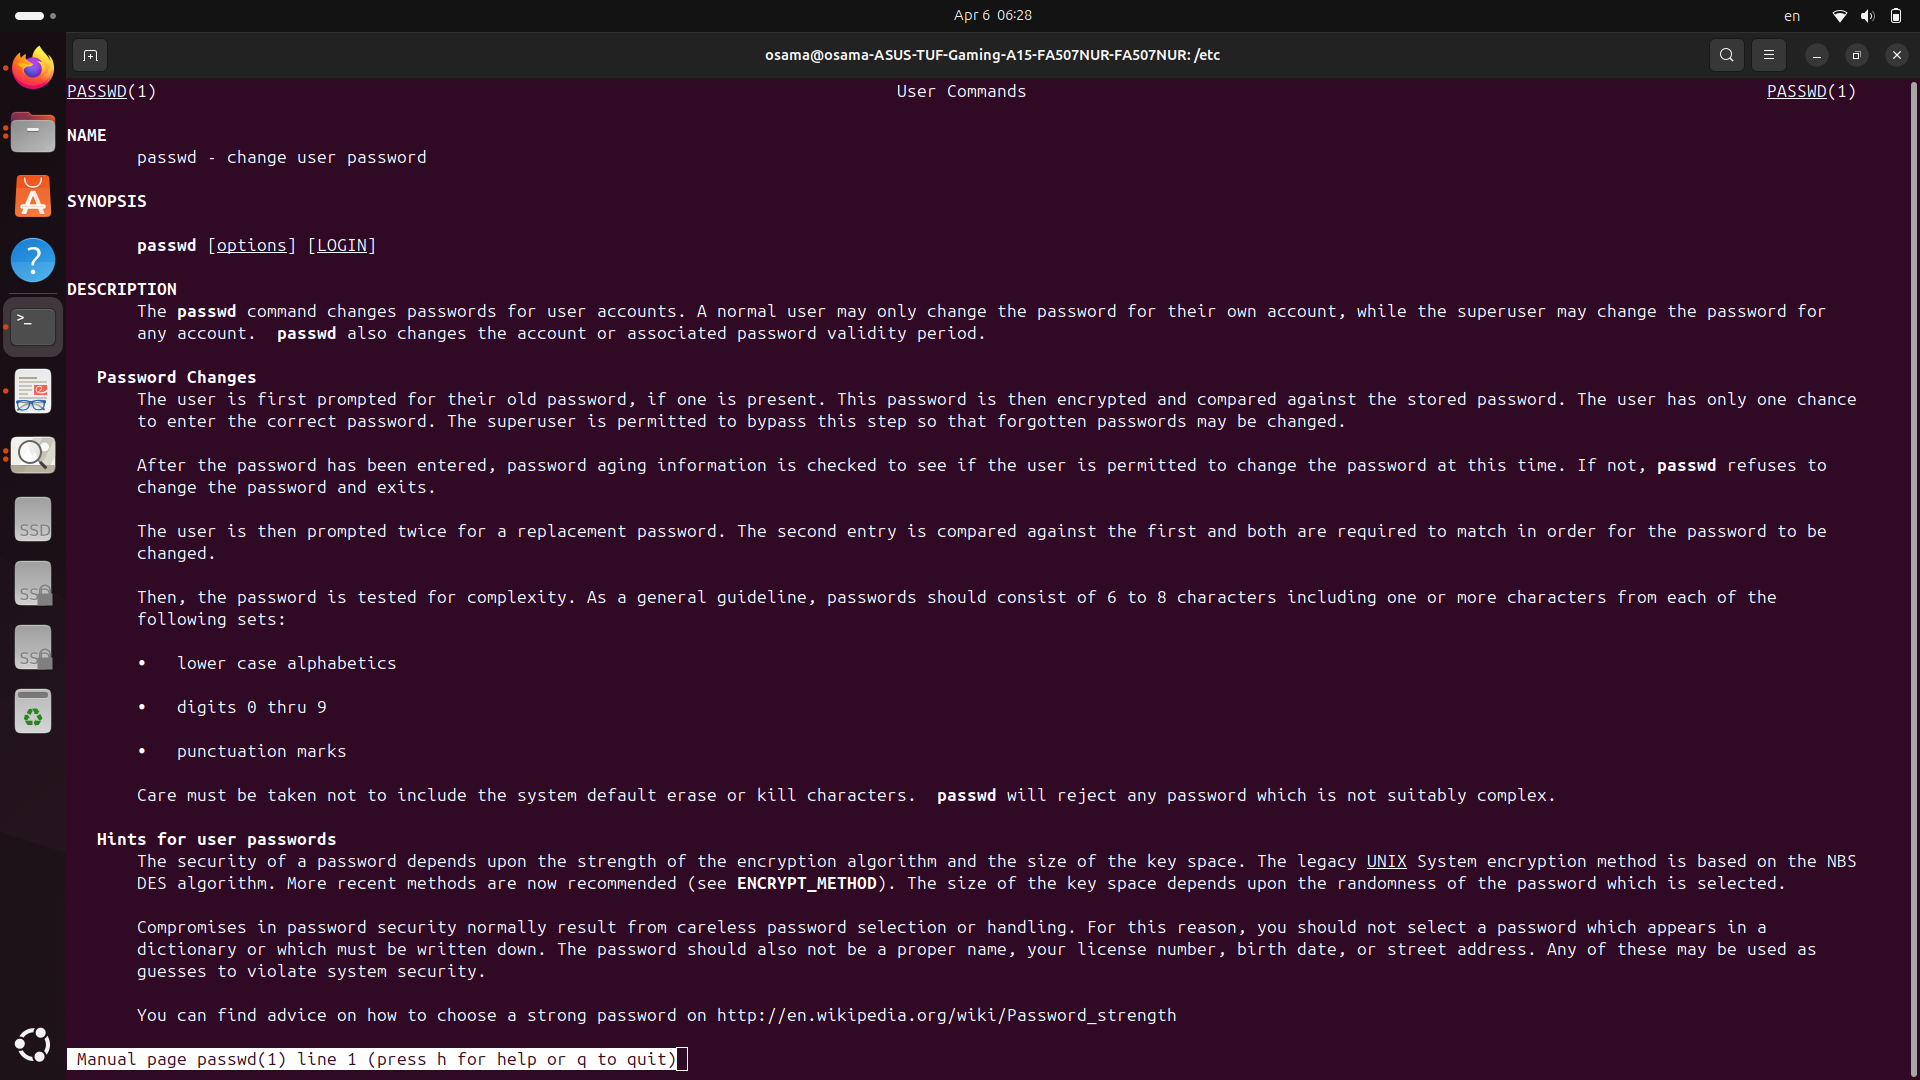 Apr 6 06:28
en
osama@osama-ASUS-TUF-Gaming-A15-FA507NUR-FA507NUR: /etc
PASSWD(1) User Commands PASSWD(1)
NAME
passwd - change user password
SYNOPSIS
passwd [options] [LOGIN]
DESCRIPTION
The passwd command changes passwords for user accounts. A normal user may only change the password for their own account, while the superuser may change the password for
any account. passwd also changes the account or associated password validity period.
Password Changes
The user is first prompted for their old password, if one is present. This password is then encrypted and compared against the stored password. The user has only one chance
to enter the correct password. The superuser is permitted to bypass this step so that forgotten passwords may be changed.
After the password has been entered, password aging information is checked to see if the user is permitted to change the password at this time. If not, passwd refuses to
change the password and exits.
The user is then prompted twice for a replacement password. The second entry is compared against the first and both are required to match in order for the password to be
changed.
Then, the password is tested for complexity. As a general guideline, passwords should consist of 6 to 8 characters including one or more characters from each of the
following sets:
• lower case alphabetics
• digits 0 thru 9
• punctuation marks
Care must be taken not to include the system default erase or kill characters. passwd will reject any password which is not suitably complex.
Hints for user passwords
The security of a password depends upon the strength of the encryption algorithm and the size of the key space. The legacy UNIX System encryption method is based on the NBS
DES algorithm. More recent methods are now recommended (see ENCRYPT_METHOD). The size of the key space depends upon the randomness of the password which is selected.
Compromises in password security normally result from careless password selection or handling. For this reason, you should not select a password which appears in a
dictionary or which must be written down. The password should also not be a proper name, your license number, birth date, or street address. Any of these may be used as
guesses to violate system security.
You can find advice on how to choose a strong password on http://en.wikipedia.org/wiki/Password_strength
Manual page passwd(1) line 1 (press h for help or q to quit)
?
>_
SSD
SSD
SSD